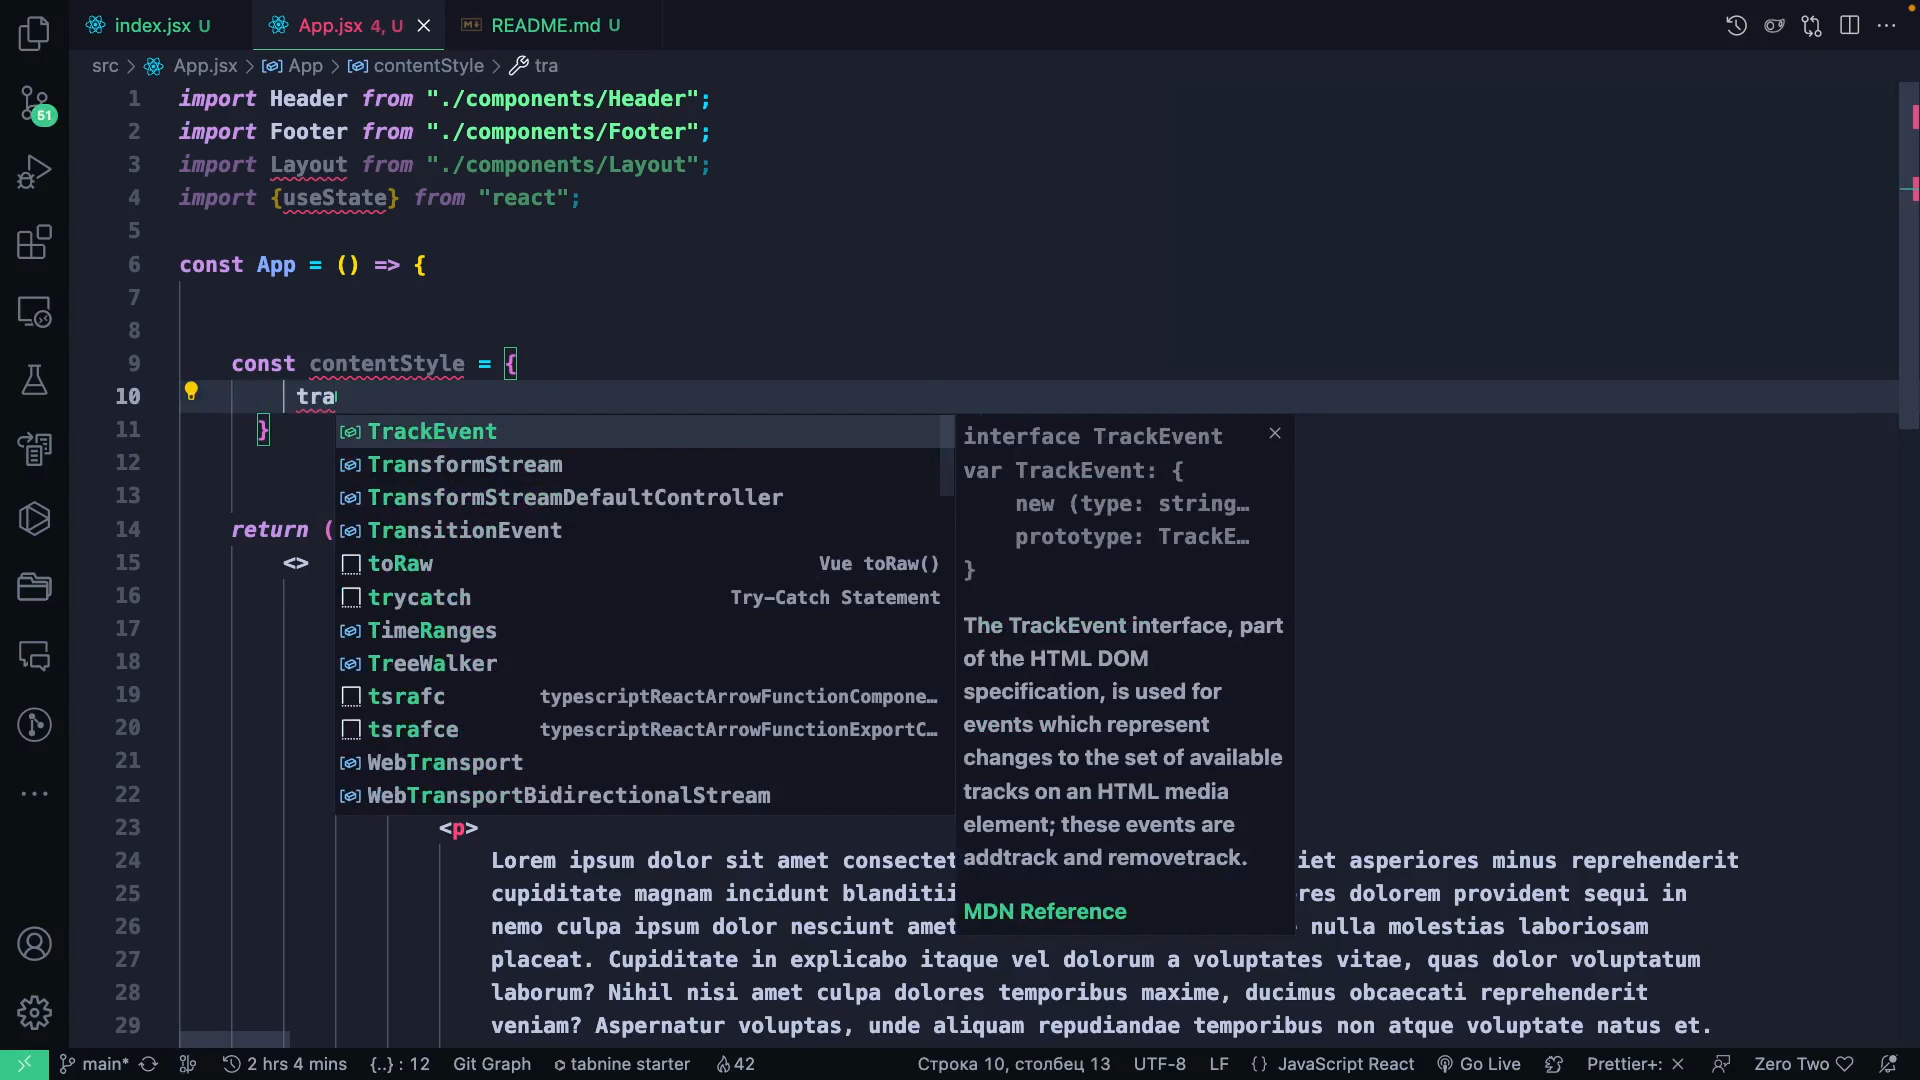 index.jsx U
App.jsx 4, U
README.md U
src > App.jsx > App > contentStyle > tra
51
1 import Header from "./components/Header";
2 import Footer from "./components/Footer";
3 import Layout from "./components/Layout";
4 import {useState} from "react";
5
6 const App = () => {
7
8
9 const contentStyle = {
10 tra
11 }
12
13
14 return (
15 <>
16
17
18
19
20
21
22
23 <p>
24 Lorem ipsum dolor sit amet consectet iet asperiores minus reprehenderit
25 cupiditate magnam incidunt blanditii res dolorem provident sequi in
26 nemo culpa ipsum dolor nesciunt amet nulla molestias laboriosam
27 placeat. Cupiditate in explicabo itaque vel dolorum a voluptates vitae, quas dolor voluptatum
28 laborum? Nihil nisi amet culpa dolores temporibus maxime, ducimus obcaecati reprehenderit
29 veniam? Aspernatur voluptas, unde aliquam repudiandae temporibus non atque voluptate natus et.
TrackEvent
TransformStream
TransformStreamDefaultController
TransitionEvent
toRaw Vue toRaw()
trycatch Try-Catch Statement
TimeRanges
TreeWalker
tsrafc typescriptReactArrowFunctionCompone…
tsrafce typescriptReactArrowFunctionExportC…
WebTransport
WebTransportBidirectionalStream
interface TrackEvent
var TrackEvent: {
new (type: string…
prototype: TrackE…
}
The TrackEvent interface, part
of the HTML DOM
specification, is used for
events which represent
changes to the set of available
tracks on an HTML media
element; these events are
addtrack and removetrack.
MDN Reference
main* 2 hrs 4 mins {..} : 12 Git Graph tabnine starter 42 Строка 10, столбец 13 UTF-8 LF {} JavaScript React Go Live Prettier+: × Zero Two